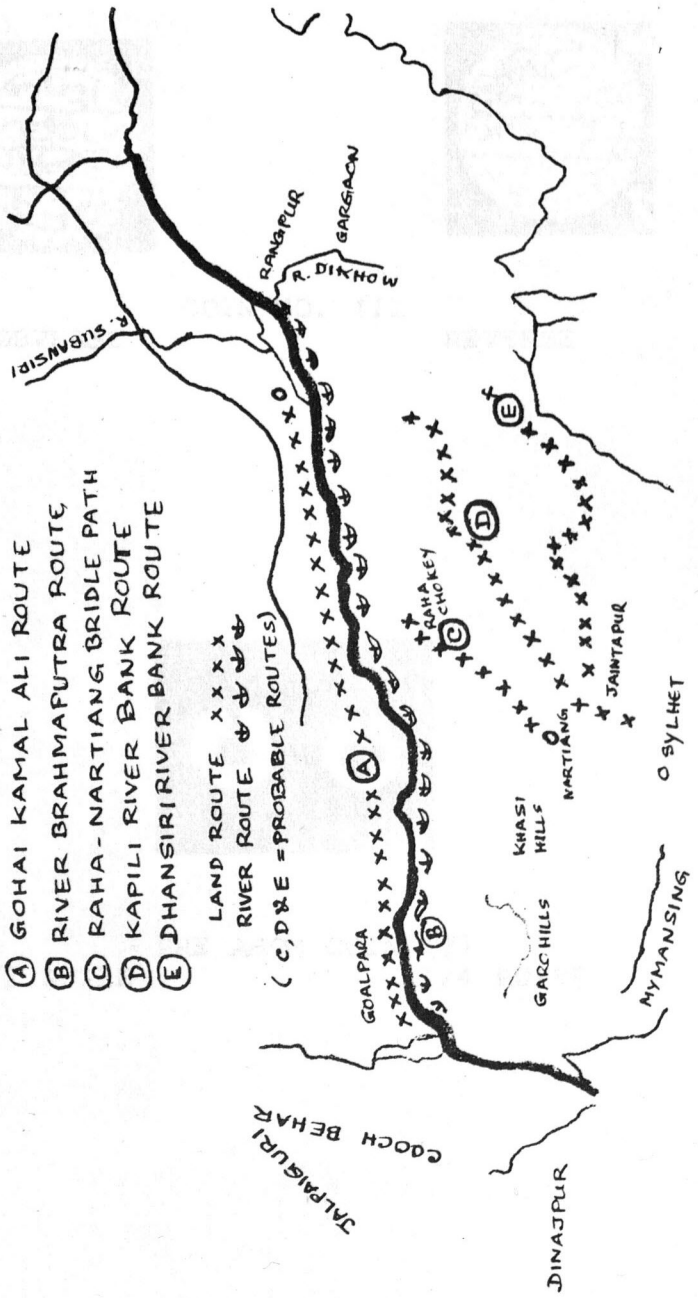 Ⓐ GOHAI KAMAL ALI ROUTE
Ⓑ RIVER BRAHMAPUTRA ROUTE
Ⓒ RAHA-NARTIANG BRIDLE PATH
Ⓓ KAPILI RIVER BANK ROUTE
Ⓔ DHANSIRI RIVER BANK ROUTE
LAND ROUTE xxxx
RIVER ROUTE
(C,D&E = PROBABLE ROUTES)
R. SUBANSIRI
RANGPUR
GARGAON
R. DIKHOW
JALPAIGURI
COOCH BEHAR
GOALPARA
Ⓐ
Ⓑ
RAHA
CHOKEY
Ⓒ
Ⓓ
Ⓔ
GARO HILLS
KHASI
HILLS
NARTIANG
JAINTAPUR
DINAJPUR
MYMANSING
SYLHET